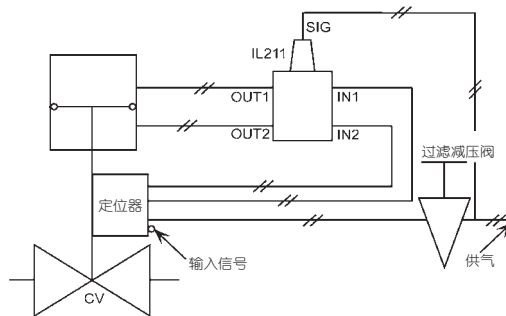 SIG
IL211
OUT1
IN1
OUT2
IN2
过滤减压阀
定位器
输入信号
供气
CV